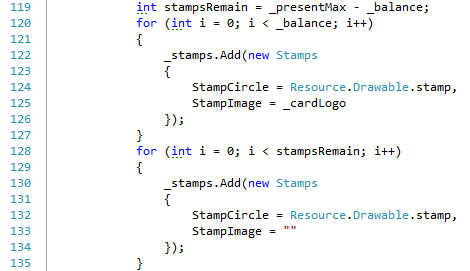 119 int stampsRemain = _presentMax - _balance;
120 for (int i = 0; i < _balance; i++)
121 {
122 _stamps.Add(new Stamps
123 {
124 StampCircle = Resource.Drawable.stamp,
125 StampImage = _cardLogo
126 });
127 }
128 for (int i = 0; i < stampsRemain; i++)
129 {
130 _stamps.Add(new Stamps
131 {
132 StampCircle = Resource.Drawable.stamp,
133 StampImage = ""
134 });
135 }